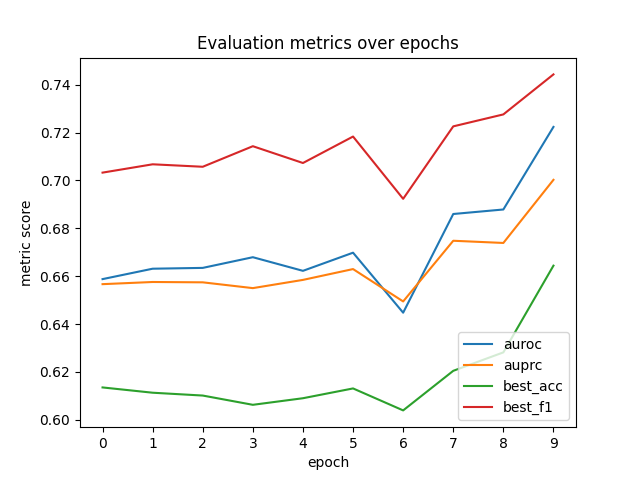 Evaluation metrics over epochs
metric score
0.74
0.72
0.70
0.68
0.66
0.64
0.62
0.60
0 1 2 3 4 5 6 7 8 9
epoch
auroc
auprc
best_acc
best_f1